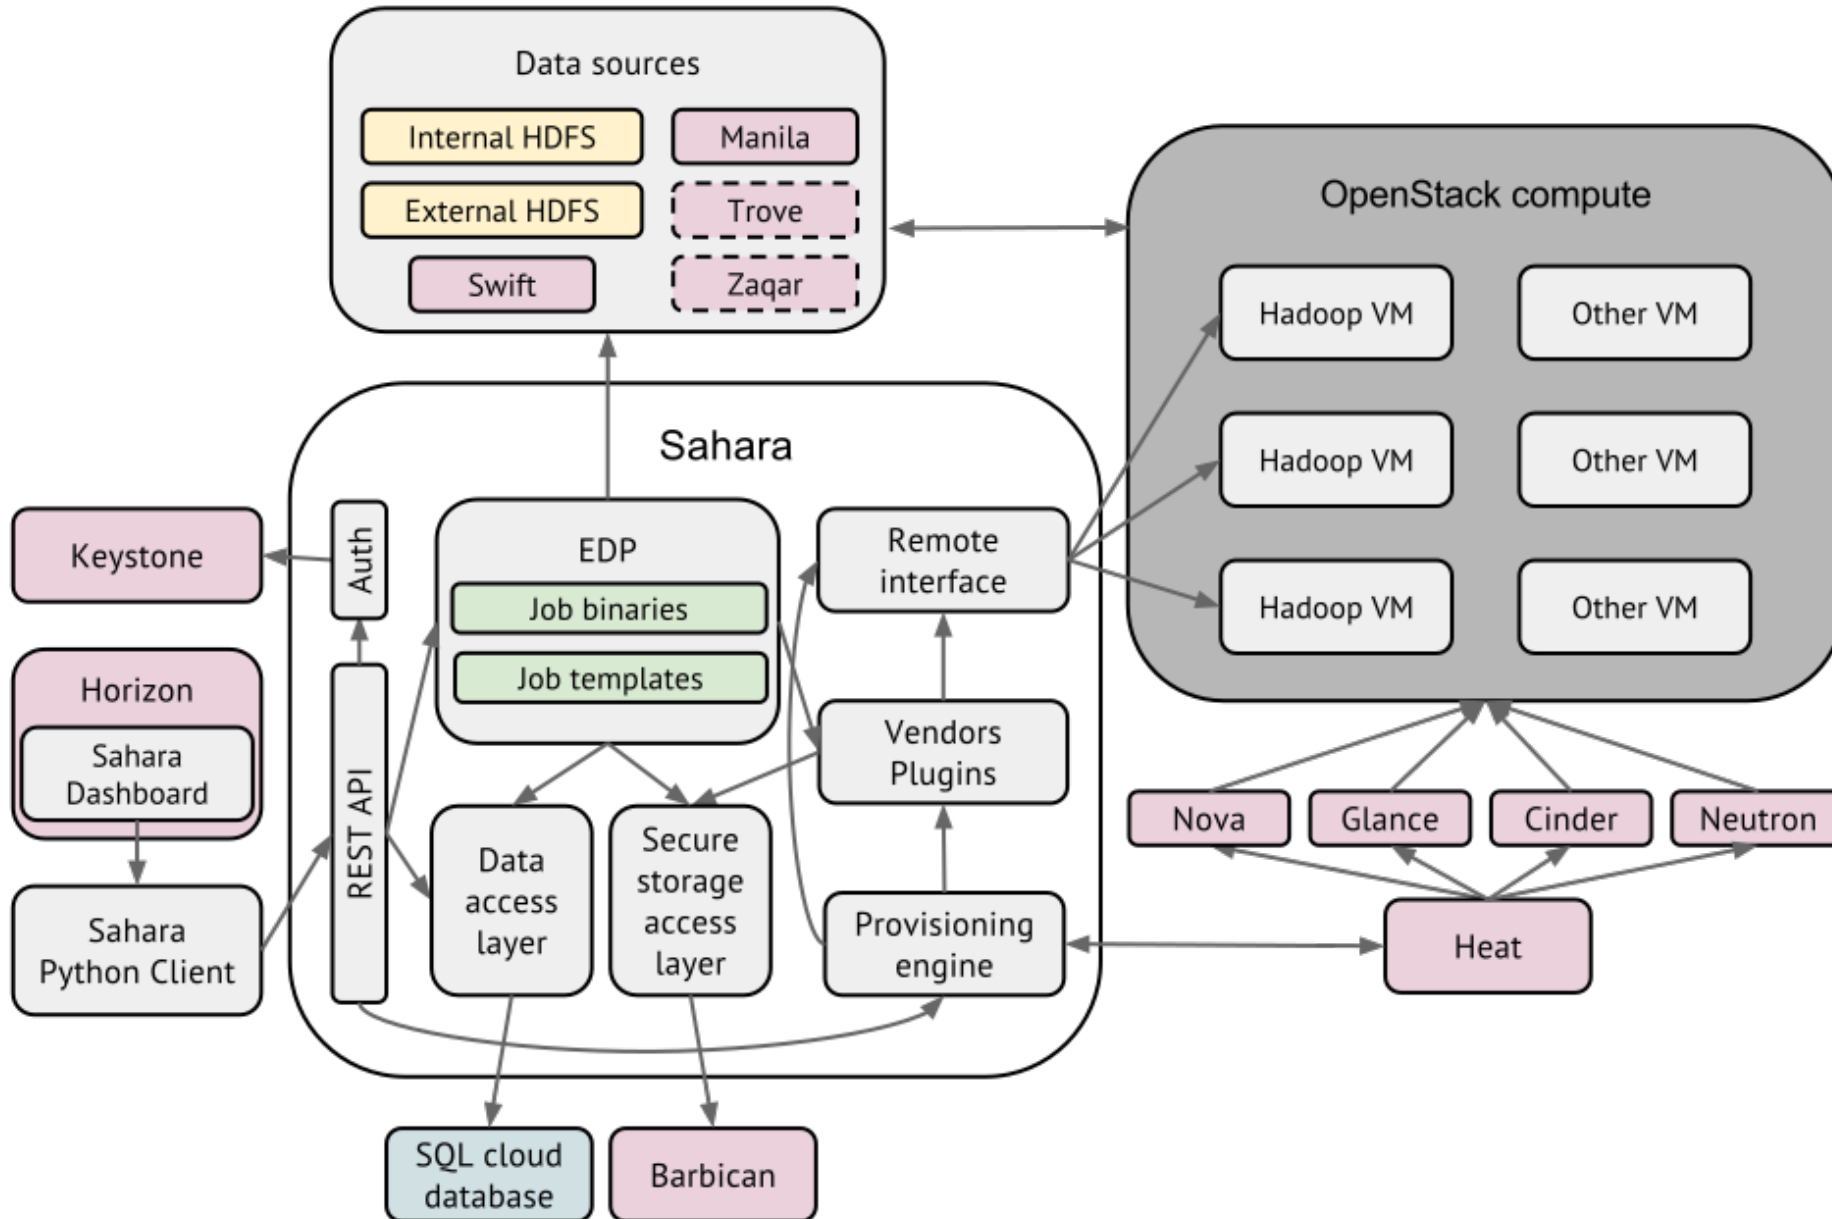 Data sources
Internal HDFS
Manila
External HDFS
Trove
Swift
Zaqar
OpenStack compute
Hadoop VM
Other VM
Hadoop VM
Other VM
Hadoop VM
Other VM
Sahara
Keystone
Auth
EDP
Job binaries
Job templates
Remote
interface
Horizon
Sahara
Dashboard
REST API
Vendors
Plugins
Sahara
Python Client
Data
access
layer
Secure
storage
access
layer
Provisioning
engine
Nova
Glance
Cinder
Neutron
Heat
SQL cloud
database
Barbican